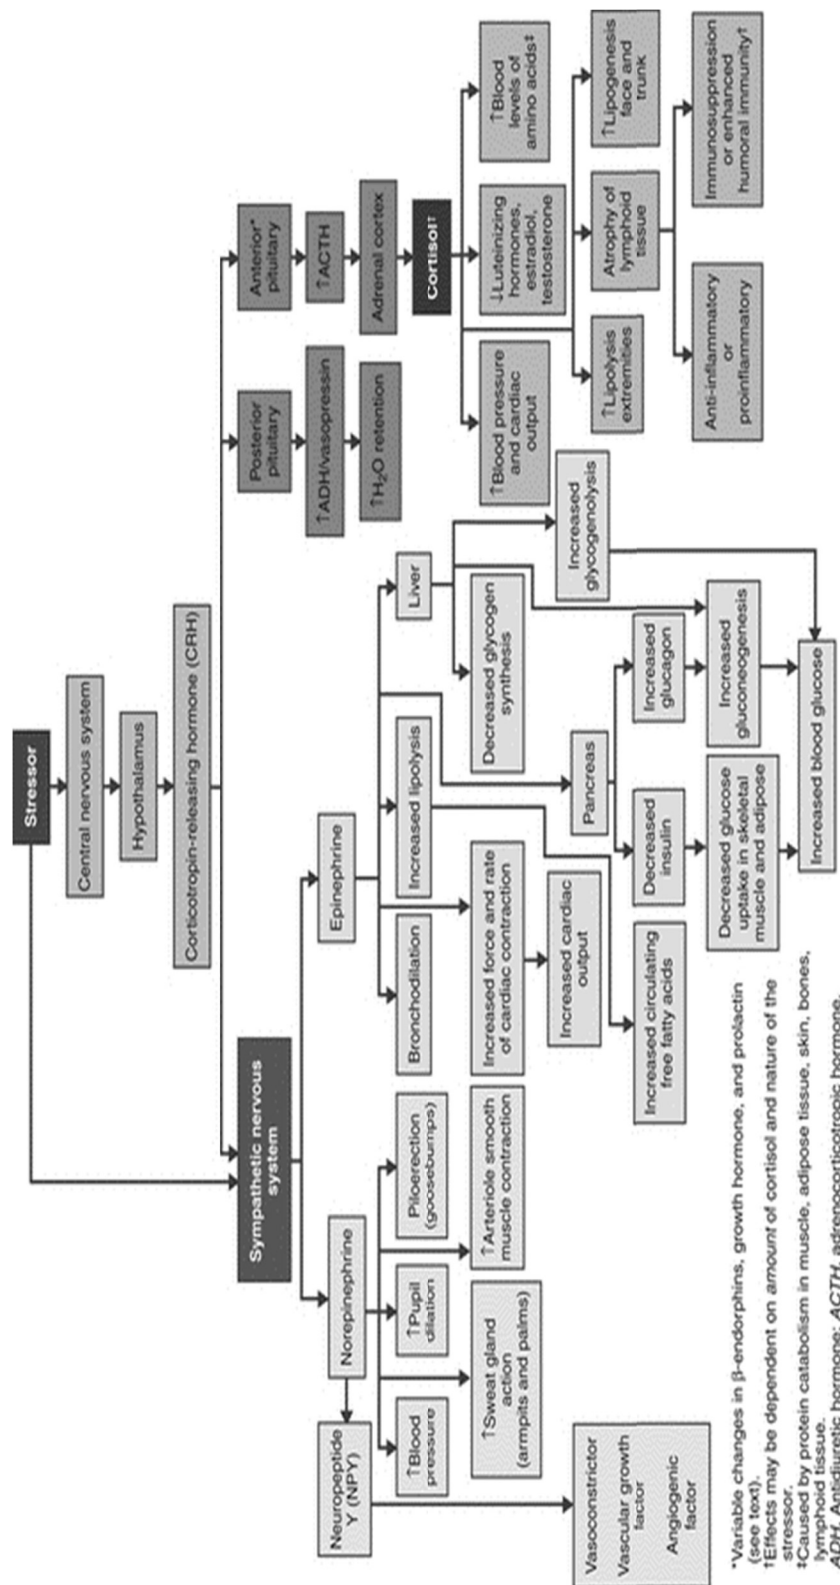 Stressor
Central nervous system
Hypothalamus
Corticotropin-releasing hormone (CRH)
Sympathetic nervous
system
Posterior
pituitary
Anterior*
pituitary
↑ADH/vasopressin
↑ACTH
↑H₂O retention
Adrenal cortex
Cortisol†
Norepinephrine
Epinephrine
Neuropeptide
Y (NPY)
↑Blood
pressure
↑Pupil
dilation
Piloerection
(goosebumps)
Bronchodilation
Increased lipolysis
Liver
↑Sweat gland
action
(armpits and palms)
↑Arteriole smooth
muscle contraction
Increased force and rate
of cardiac contraction
Decreased glycogen
synthesis
Increased
glycogenolysis
↑Blood pressure
and cardiac
output
↓Luteinizing
hormones,
estradiol,
testosterone
↑Blood
levels of
amino acids‡
Vasoconstrictor
Vascular growth
factor
Angiogenic
factor
Increased cardiac
output
Pancreas
↑Lipolysis
extremities
Atrophy of
lymphoid
tissue
↑Lipogenesis
face and
trunk
Increased circulating
free fatty acids
Decreased
insulin
Increased
glucagon
Anti-inflammatory
or
proinflammatory
Immunosuppression
or enhanced
humoral immunity†
Decreased glucose
uptake in skeletal
muscle and adipose
Increased
gluconeogenesis
Increased blood glucose
*Variable changes in β-endorphins, growth hormone, and prolactin
(see text).
†Effects may be dependent on amount of cortisol and nature of the
stressor.
‡Caused by protein catabolism in muscle, adipose tissue, skin, bones,
lymphoid tissue.
ADH, Antidiuretic hormone; ACTH, adrenocorticotropic hormone.